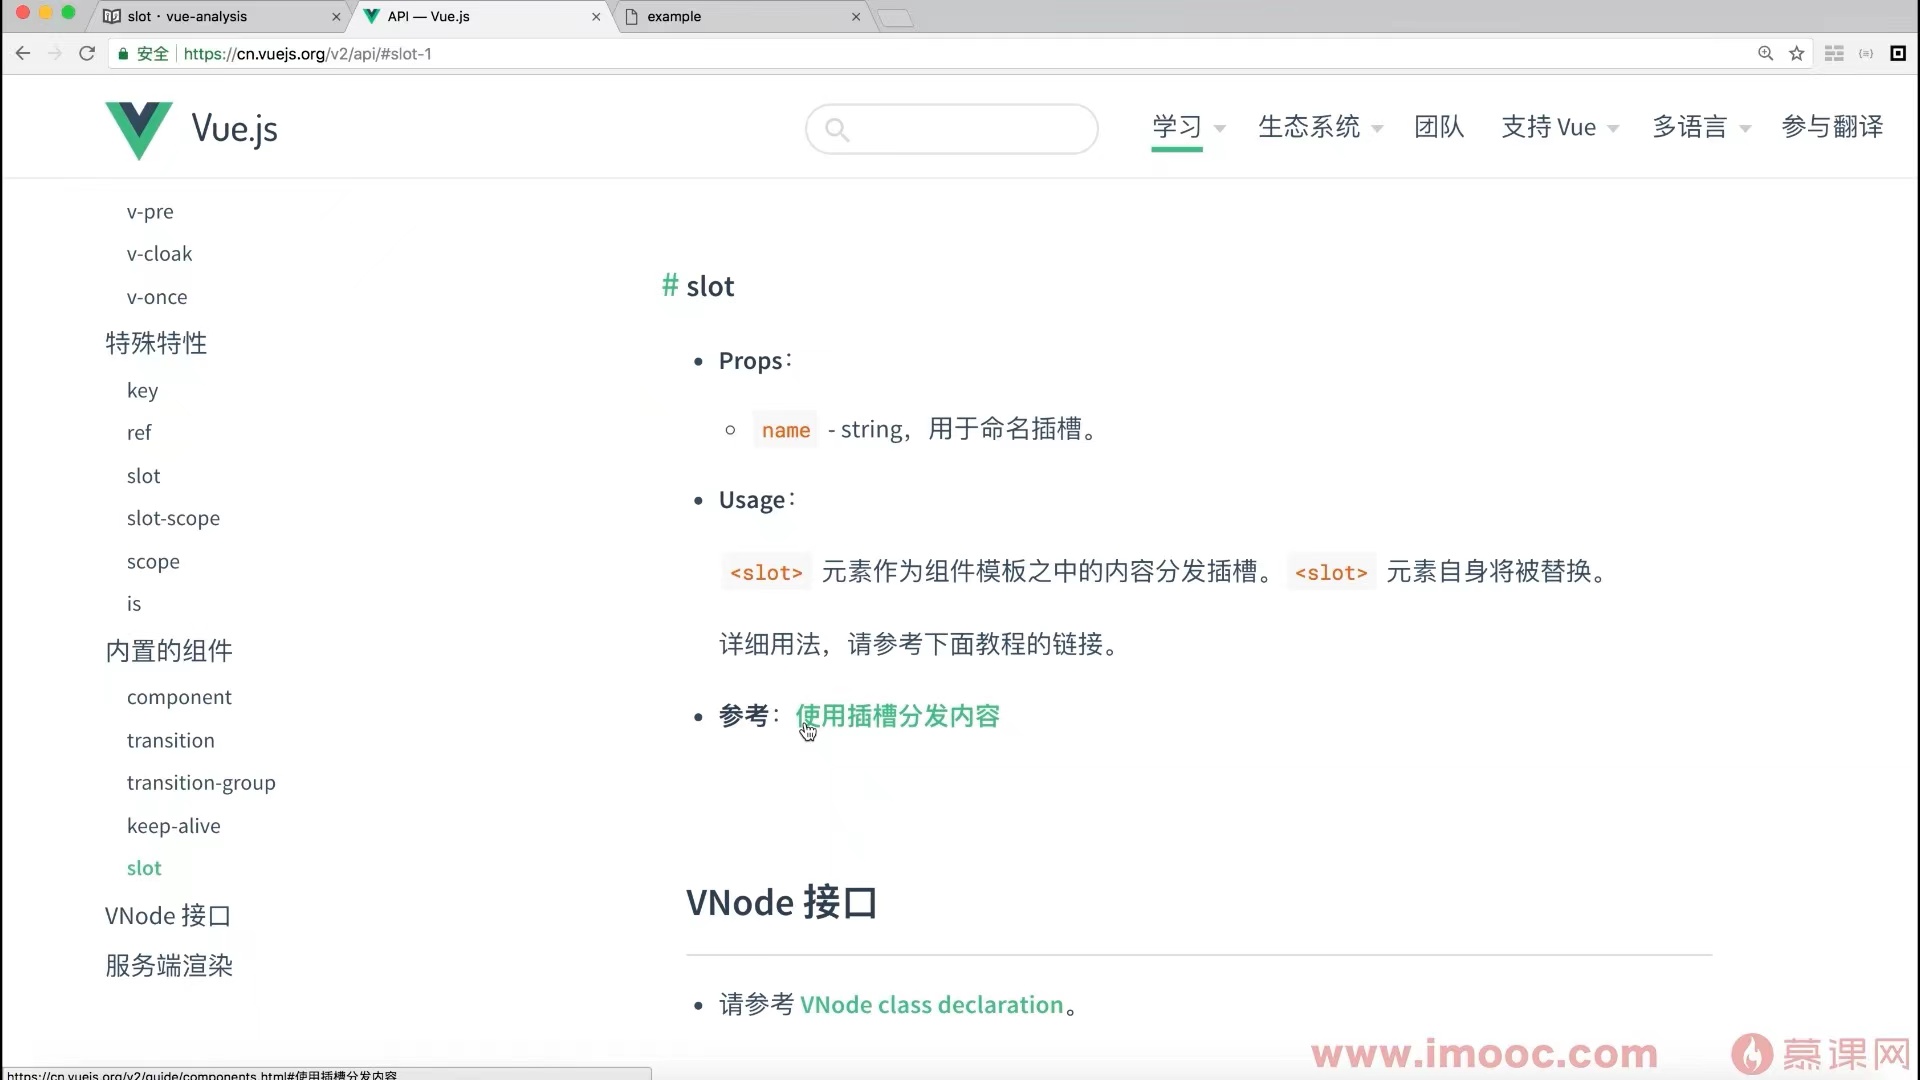 slot · vue-analysis
API — Vue.js
example
安全
https://cn.vuejs.org/v2/api/#slot-1
Vue.js
学习
生态系统
团队
支持 Vue
多语言
参与翻译
v-pre
v-cloak
v-once
特殊特性
key
ref
slot
slot-scope
scope
is
内置的组件
component
transition
transition-group
keep-alive
slot
VNode 接口
服务端渲染
# slot
Props：
name - string，用于命名插槽。
Usage：
<slot> 元素作为组件模板之中的内容分发插槽。<slot> 元素自身将被替换。
详细用法，请参考下面教程的链接。
参考：使用插槽分发内容
VNode 接口
请参考 VNode class declaration。
https://cn.vuejs.org/v2/guide/components.html#使用插槽分发内容
www.imooc.com
慕课网